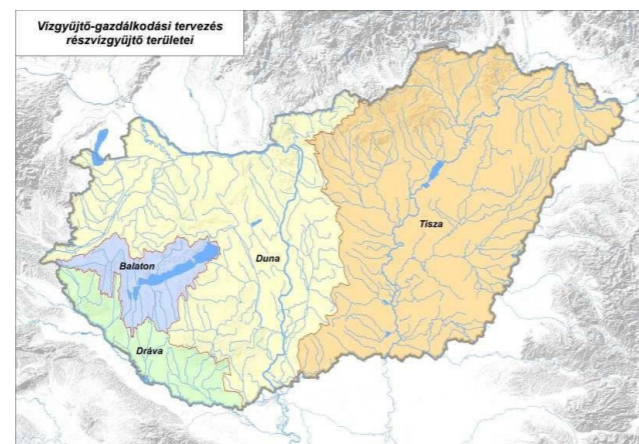 Vízgyűjtő-gazdálkodási tervezés
részvízgyűjtő területei
Tisza
Duna
Balaton
Dráva